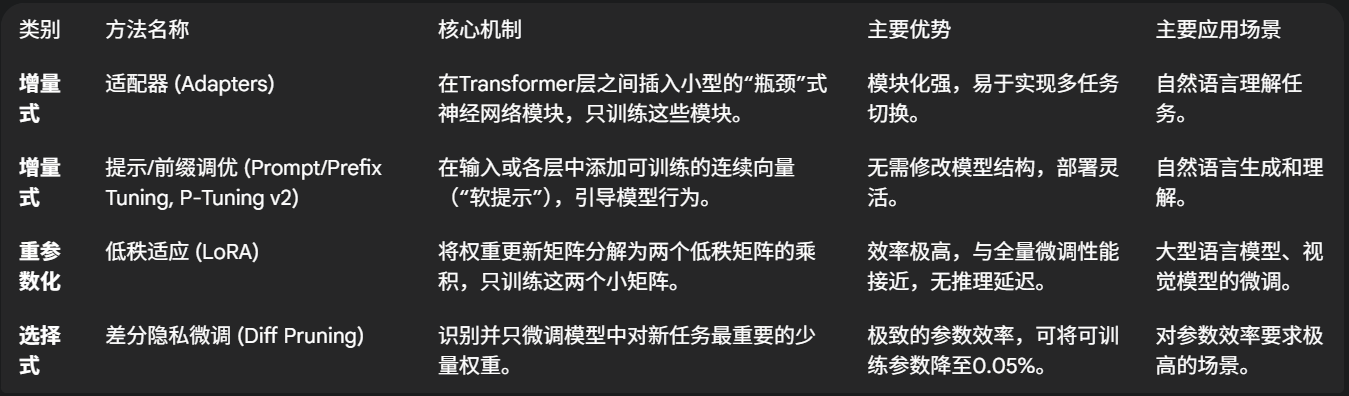 类别 方法名称 核心机制 主要优势 主要应用场景
增量式 适配器 (Adapters) 在Transformer层之间插入小型的“瓶颈”式神经网络模块，只训练这些模块。 模块化强，易于实现多任务切换。 自然语言理解任务。
增量式 提示/前缀调优 (Prompt/Prefix Tuning, P-Tuning v2) 在输入或各层中添加可训练的连续向量（“软提示”），引导模型行为。 无需修改模型结构，部署灵活。 自然语言生成和理解。
重参数化 低秩适应 (LoRA) 将权重更新矩阵分解为两个低秩矩阵的乘积，只训练这两个小矩阵。 效率极高，与全量微调性能接近，无推理延迟。 大型语言模型、视觉模型的微调。
选择式 差分隐私微调 (Diff Pruning) 识别并只微调模型中对新任务最重要的少量权重。 极致的参数效率，可将可训练参数降至0.05%。 对参数效率要求极高的场景。